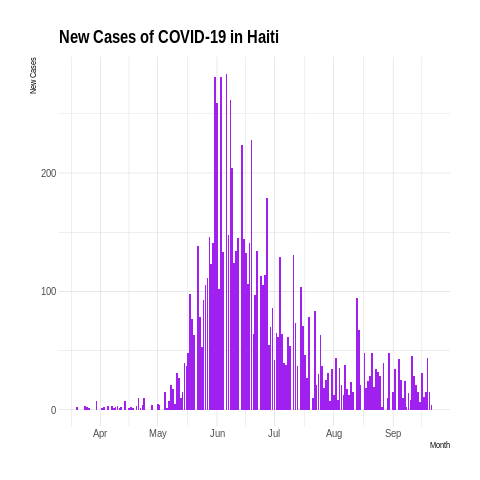 New Cases of COVID-19 in Haiti
New Cases
200
100
0
Apr May Jun Jul Aug Sep
Month